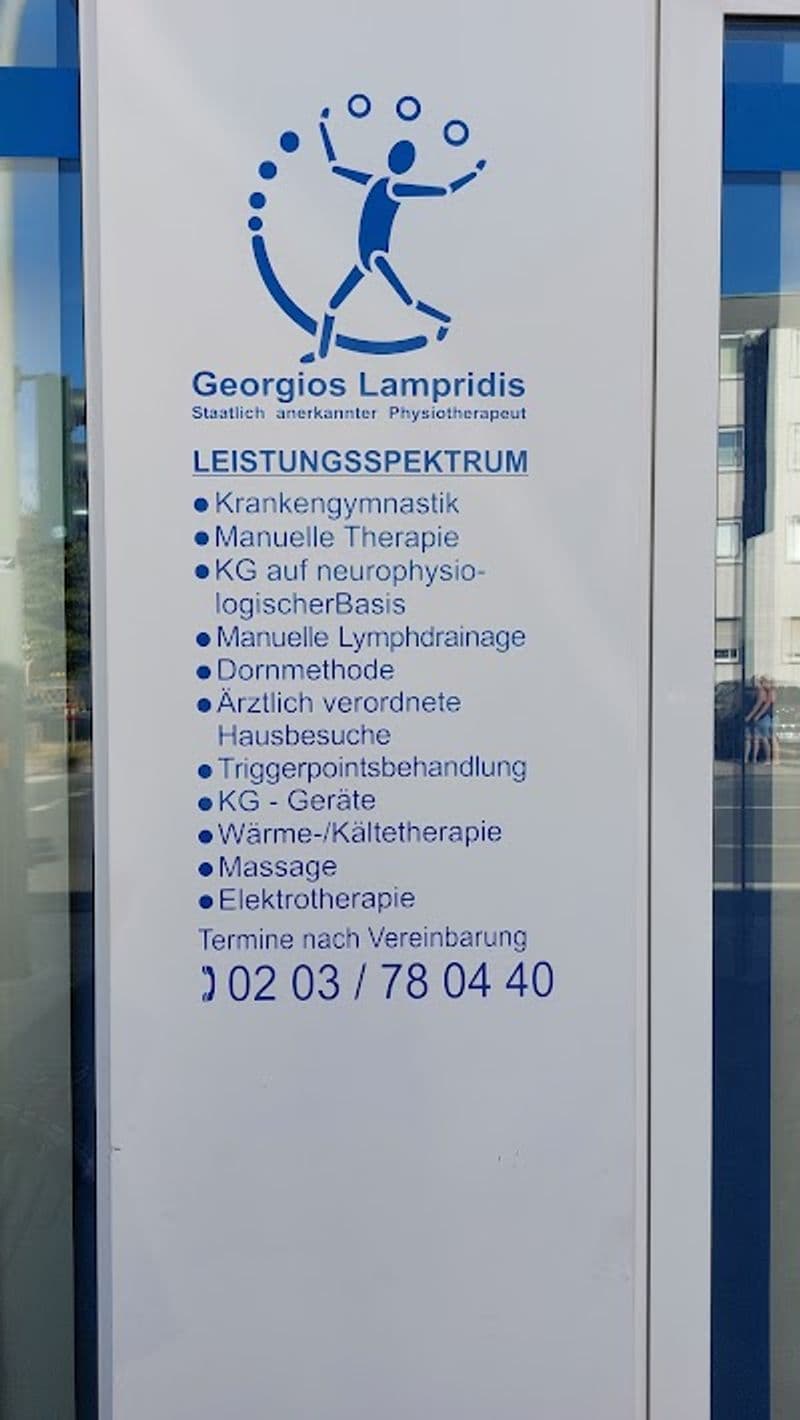 Georgios Lampridis
Staatlich anerkannter Physiotherapeut
LEISTUNGSSPEKTRUM
● Krankengymnastik
● Manuelle Therapie
● KG auf neurophysio-
logischerBasis
● Manuelle Lymphdrainage
● Dornmethode
● Ärztlich verordnete
Hausbesuche
● Triggerpointsbehandlung
● KG - Geräte
● Wärme-/Kältetherapie
● Massage
● Elektrotherapie
Termine nach Vereinbarung
02 03 / 78 04 40